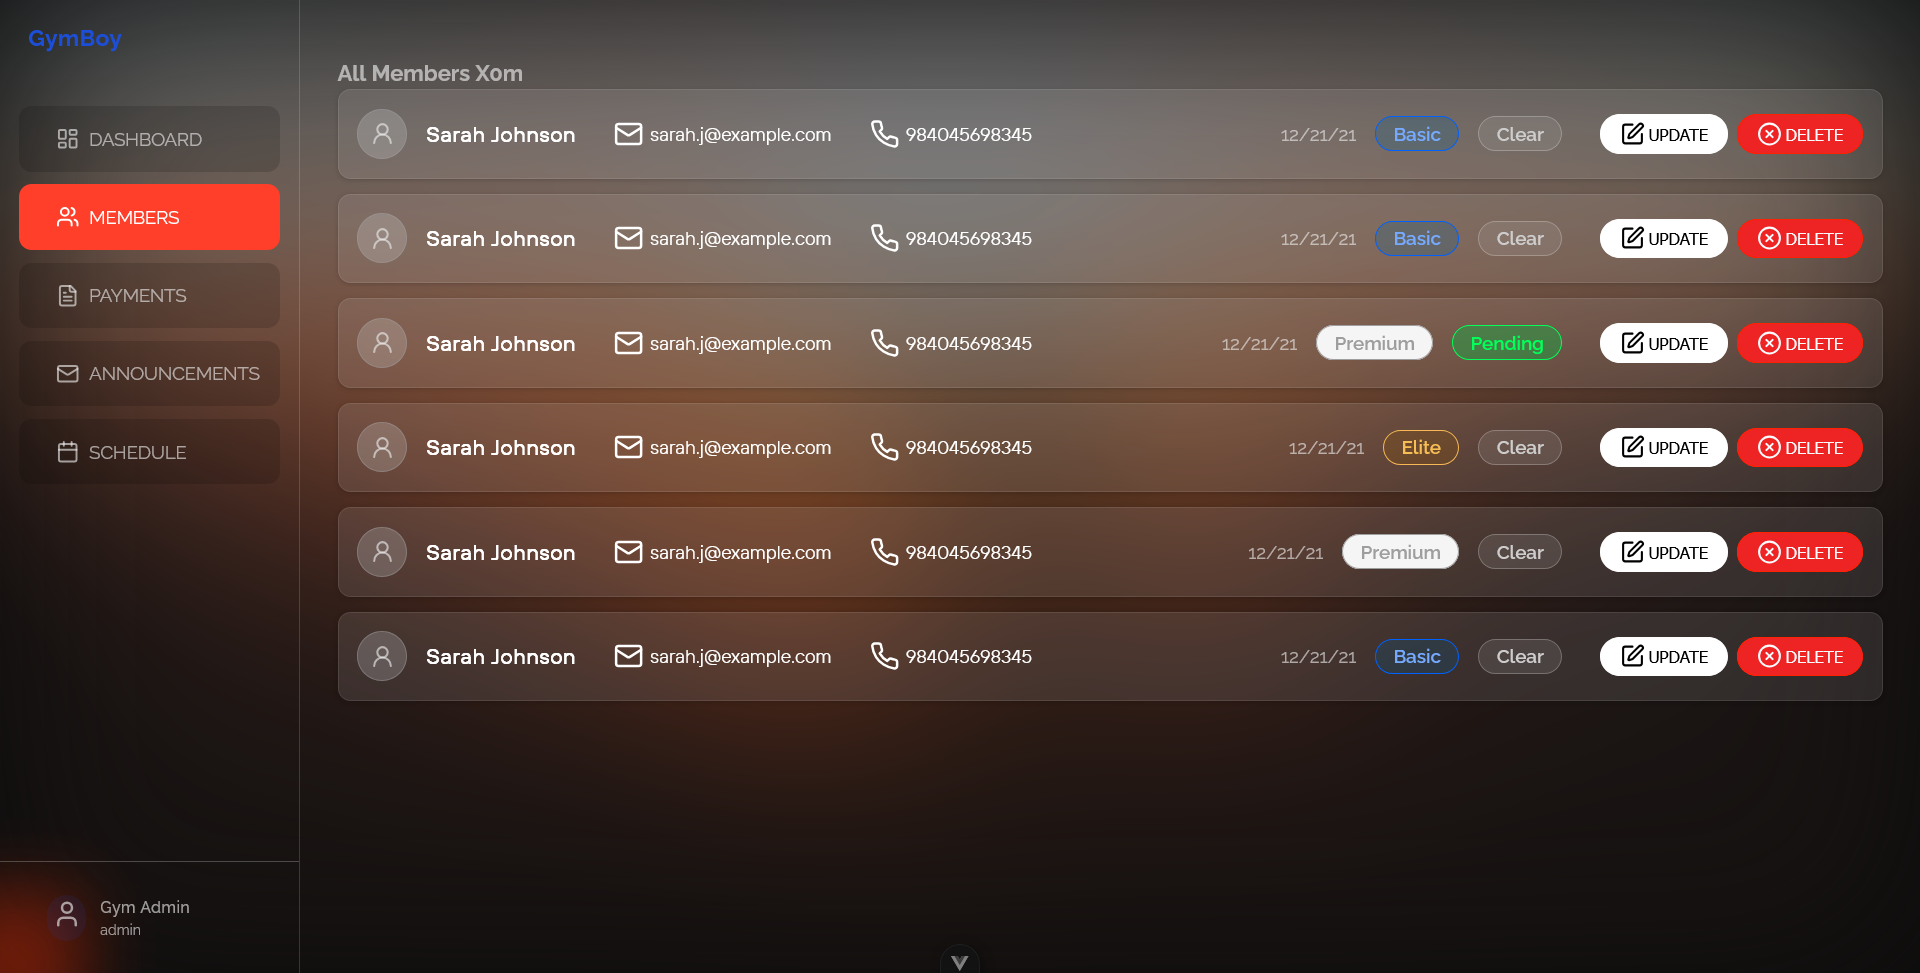 GymBoy
DASHBOARD
MEMBERS
PAYMENTS
ANNOUNCEMENTS
SCHEDULE
Gym Admin
admin
All Members X0m
Sarah Johnson sarah.j@example.com 984045698345 12/21/21 Basic Clear UPDATE DELETE
Sarah Johnson sarah.j@example.com 984045698345 12/21/21 Basic Clear UPDATE DELETE
Sarah Johnson sarah.j@example.com 984045698345 12/21/21 Premium Pending UPDATE DELETE
Sarah Johnson sarah.j@example.com 984045698345 12/21/21 Elite Clear UPDATE DELETE
Sarah Johnson sarah.j@example.com 984045698345 12/21/21 Premium Clear UPDATE DELETE
Sarah Johnson sarah.j@example.com 984045698345 12/21/21 Basic Clear UPDATE DELETE